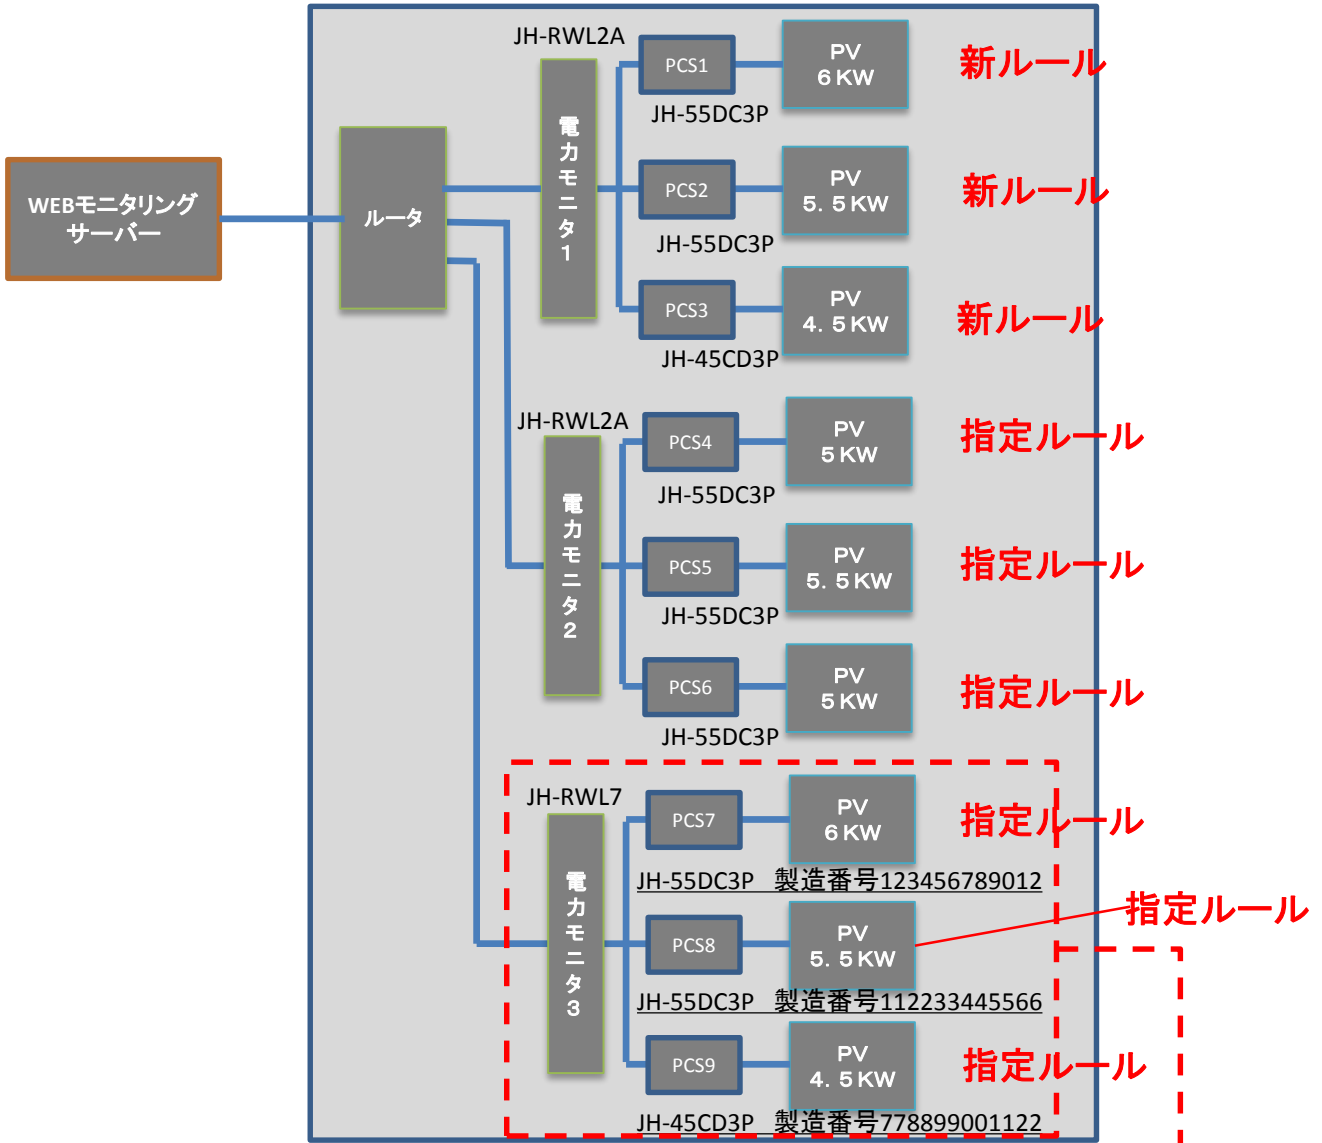 WEBモニタリング
サーバー
ルータ
JH-RWL2A
電力モニタ1
PCS1
JH-55DC3P
PV
6KW
新ルール
PCS2
JH-55DC3P
PV
5.5KW
新ルール
PCS3
JH-45CD3P
PV
4.5KW
新ルール
JH-RWL2A
電力モニタ2
PCS4
JH-55DC3P
PV
5KW
指定ルール
PCS5
JH-55DC3P
PV
5.5KW
指定ルール
PCS6
JH-55DC3P
PV
5KW
指定ルール
JH-RWL7
電力モニタ3
PCS7
PV
6KW
指定ルール
JH-55DC3P 製造番号123456789012
PCS8
PV
5.5KW
指定ルール
JH-55DC3P 製造番号112233445566
PCS9
PV
4.5KW
指定ルール
JH-45CD3P 製造番号778899001122